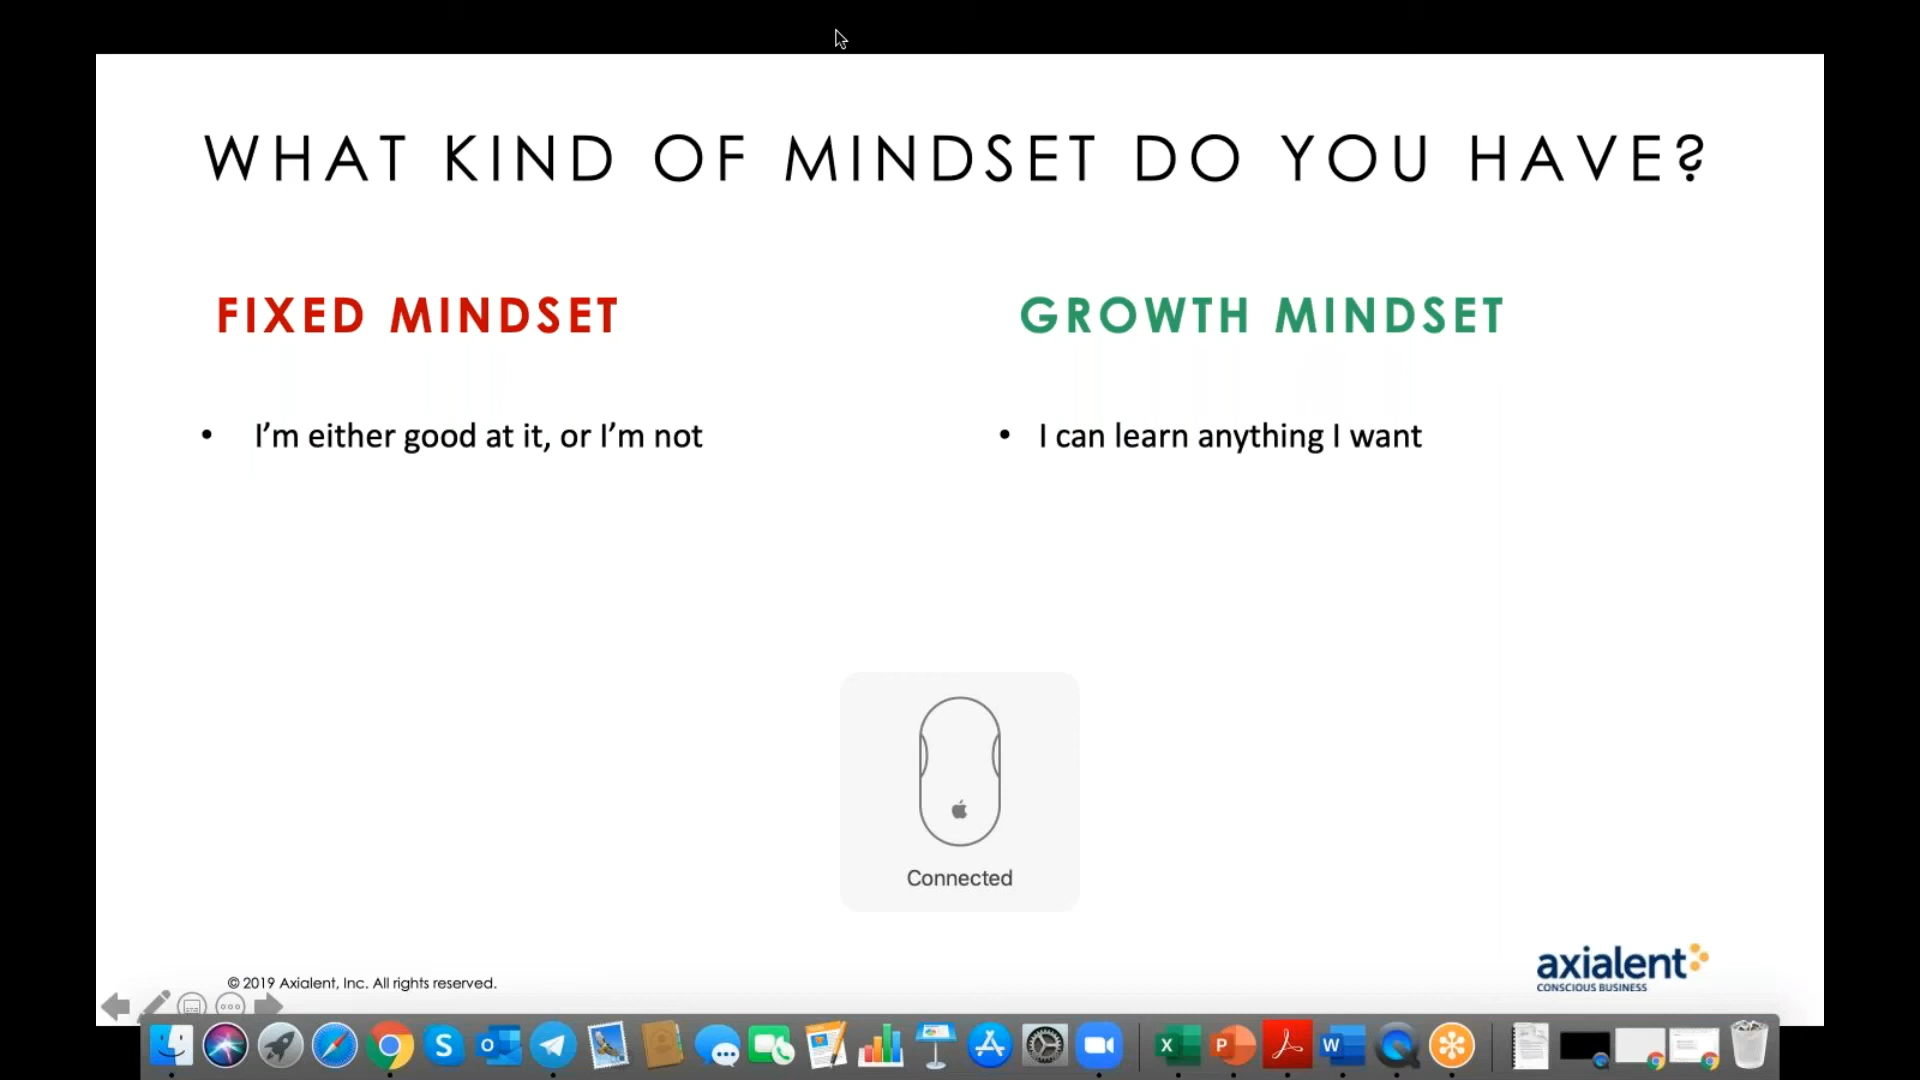 WHAT KIND OF MINDSET DO YOU HAVE?
FIXED MINDSET
GROWTH MINDSET
• I’m either good at it, or I’m not
• I can learn anything I want
Connected
© 2019 Axialent, Inc. All rights reserved.
axialent
CONSCIOUS BUSINESS
S
O
X
P
W